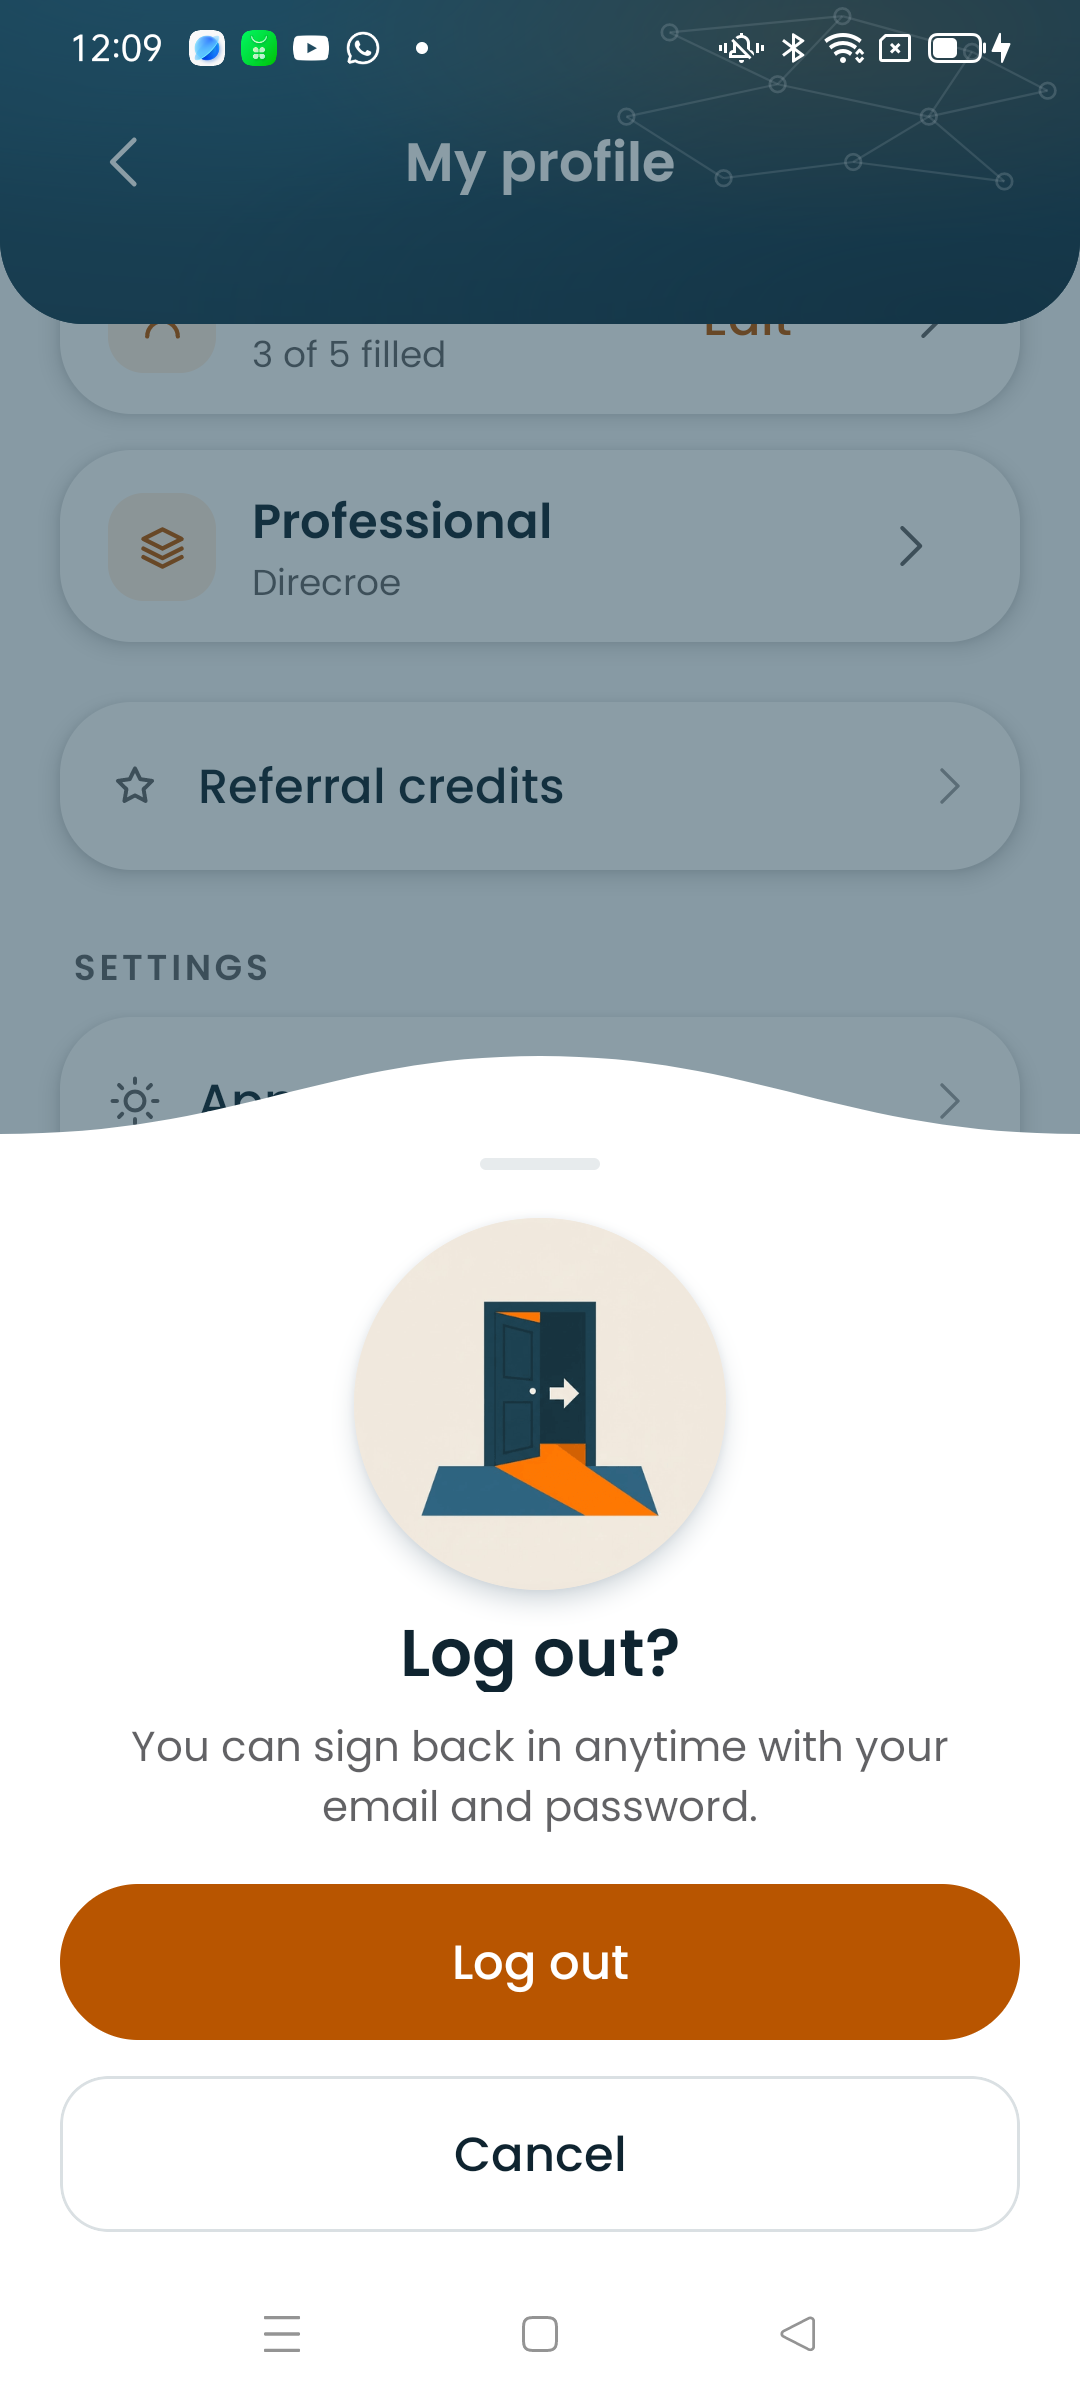 12:09
My profile
Edit
3 of 5 filled
Professional
Direcroe
Referral credits
SETTINGS
Log out?
You can sign back in anytime with your
email and password.
Log out
Cancel